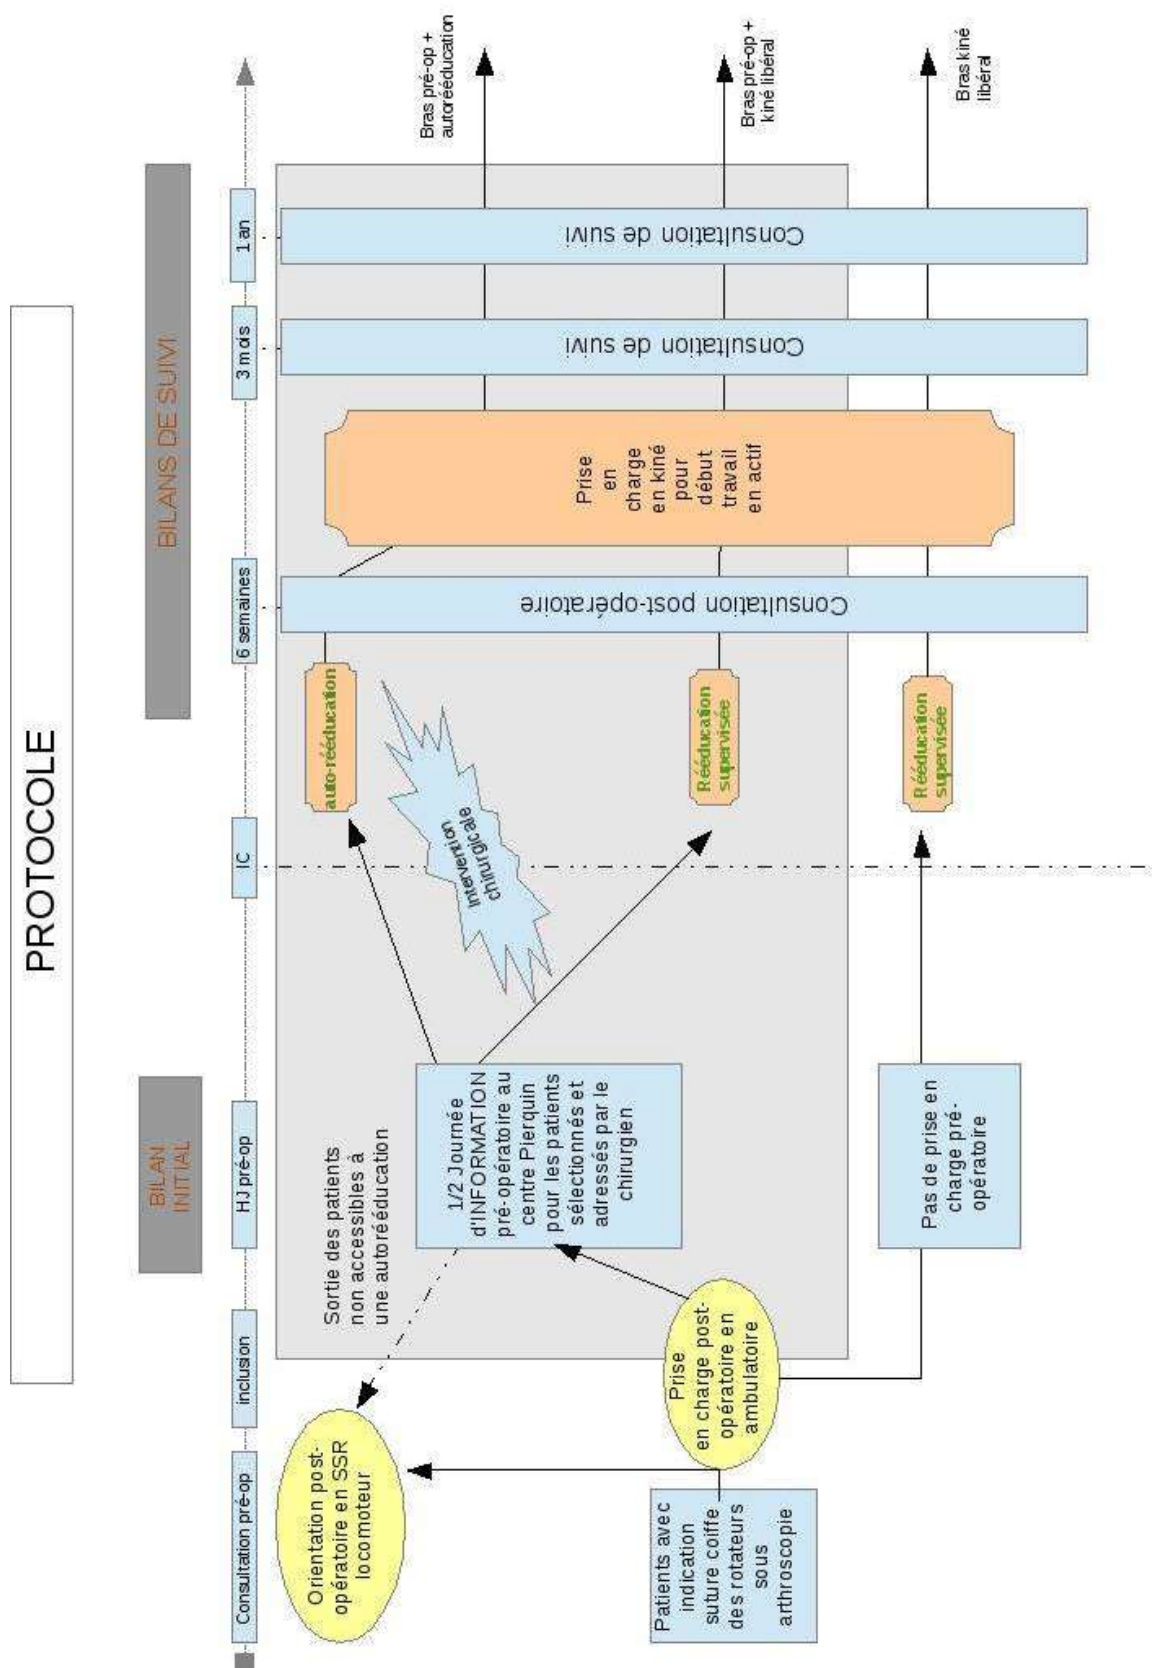 PROTOCOLE
BILAN
INITIAL
BILANS DE SUIVI
Consultation pré-op
inclusion
HJ pré-op
IC
6 semaines
3 mois
1 an
Orientation post-
opératoire en SSR
locomoteur
Sortie des patients
non accessibles à
une autorééducation
Patients avec
indication
suture coiffe
des rotateurs
sous
arthroscopie
Prise
en charge post-
opératoire en
ambulatoire
1/2 Journée
d'INFORMATION
pré-opératoire au
centre Pierquin
pour les patients
sélectionnés et
adressés par le
chirurgien
Pas de prise en
charge pré-
opératoire
Intervention
chirurgicale
auto-rééducation
Rééducation
supervisée
Rééducation
supervisée
Consultation post-opératoire
Prise
en
charge
en kiné
pour
début
travail
en actif
Consultation de suivi
Consultation de suivi
Bras pré-op +
autorééducation
Bras pré-op +
kiné libéral
Bras kiné
libéral